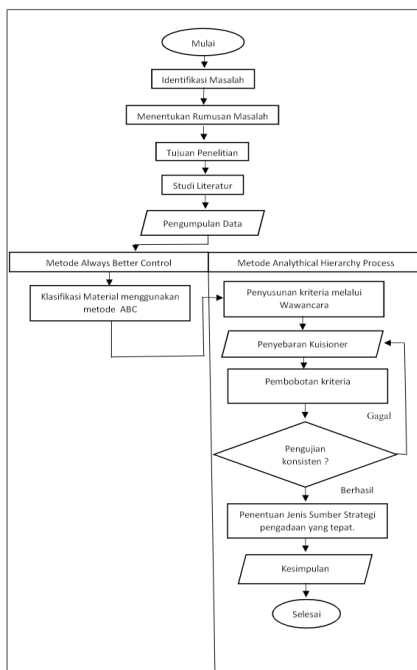 Mulai
Identifikasi Masalah
Menentukan Rumusan Masalah
Tujuan Penelitian
Studi Literatur
Pengumpulan Data
Metode Always Better Control
Metode Analythical Hierarchy Process
Klasifikasi Material menggunakan
metode ABC
Penyusunan kriteria melalui
Wawancara
Penyebaran Kuisioner
Pembobotan kriteria
Gagal
Pengujian
konsisten ?
Berhasil
Penentuan Jenis Sumber Strategi
pengadaan yang tepat.
Kesimpulan
Selesai